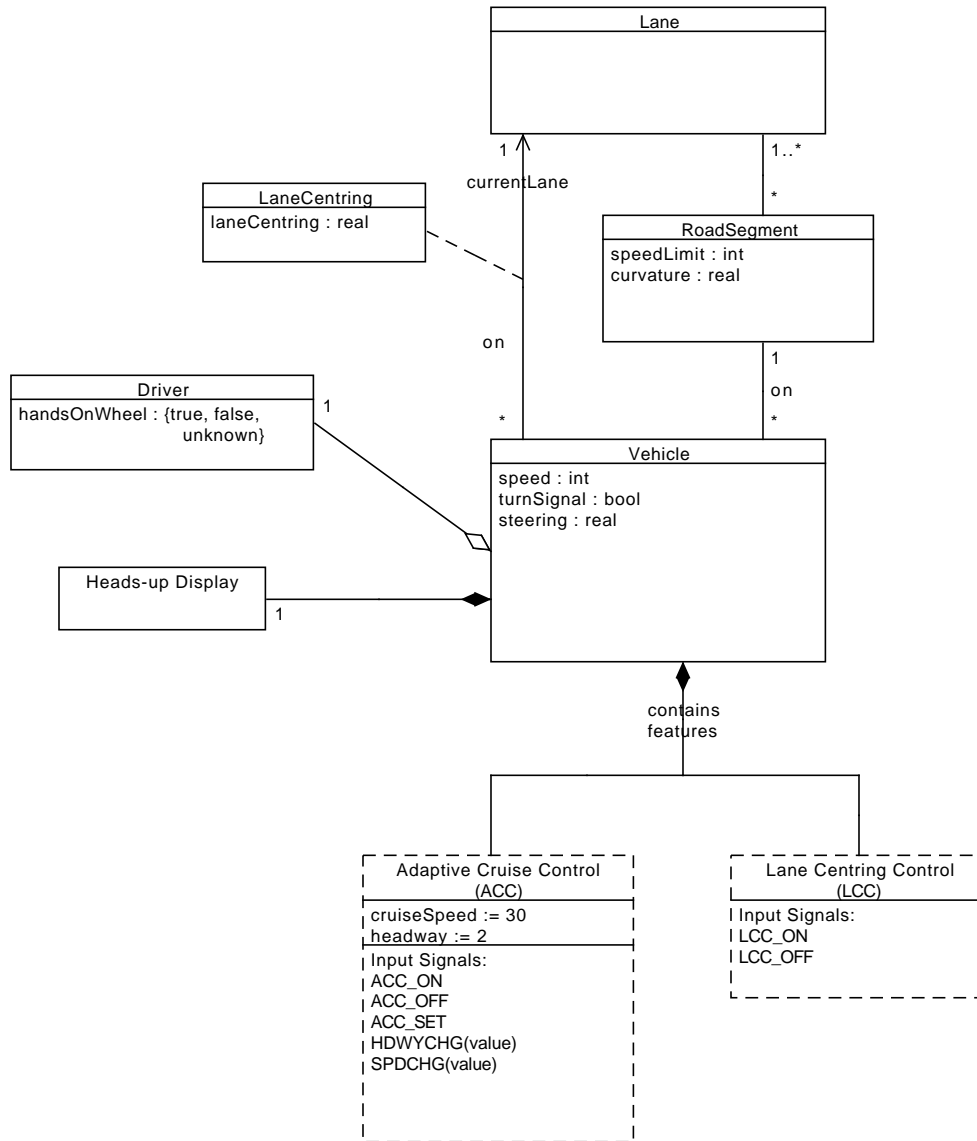 Lane
1
1..*
currentLane
*
LaneCentring
laneCentring : real
RoadSegment
speedLimit : int
curvature : real
on
1
on
Driver
handsOnWheel : {true, false,
unknown}
1
*
*
Vehicle
speed : int
turnSignal : bool
steering : real
Heads-up Display
1
contains
features
Adaptive Cruise Control
(ACC)
cruiseSpeed := 30
headway := 2
Input Signals:
ACC_ON
ACC_OFF
ACC_SET
HDWYCHG(value)
SPDCHG(value)
Lane Centring Control
(LCC)
Input Signals:
LCC_ON
LCC_OFF